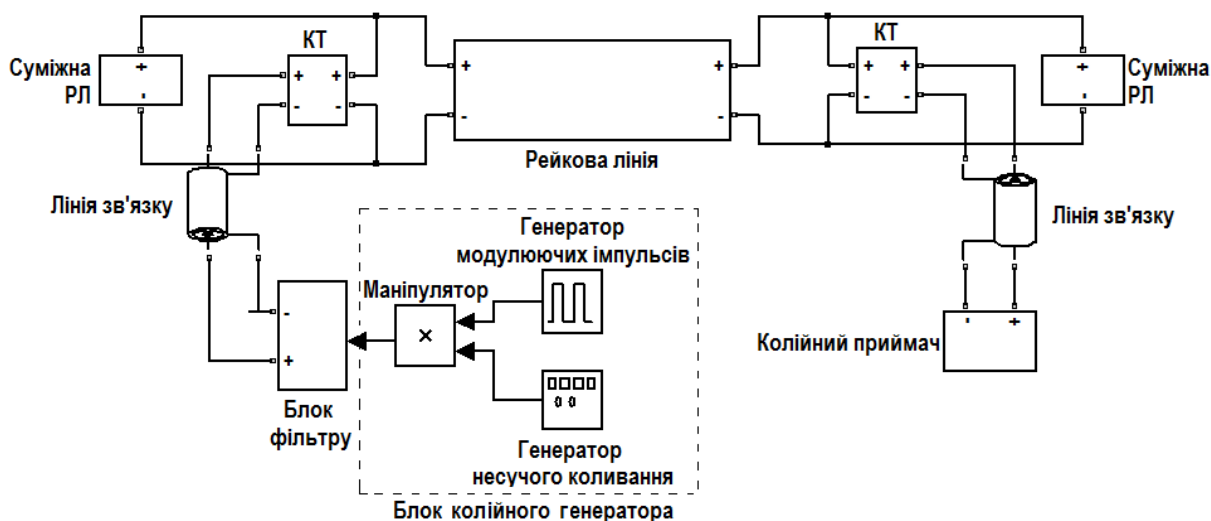 КТ
КТ
Суміжна
РЛ
+
-
+
+
-
-
+
+
-
-
+
+
-
-
+
-
Суміжна
РЛ
Рейкова лінія
Лінія зв'язку
Лінія зв'язку
Генератор
модулюючих імпульсів
Маніпулятор
×
-
+
-
+
Колійний приймач
Блок
фільтру
Генератор
несучого коливання
Блок колійного генератора